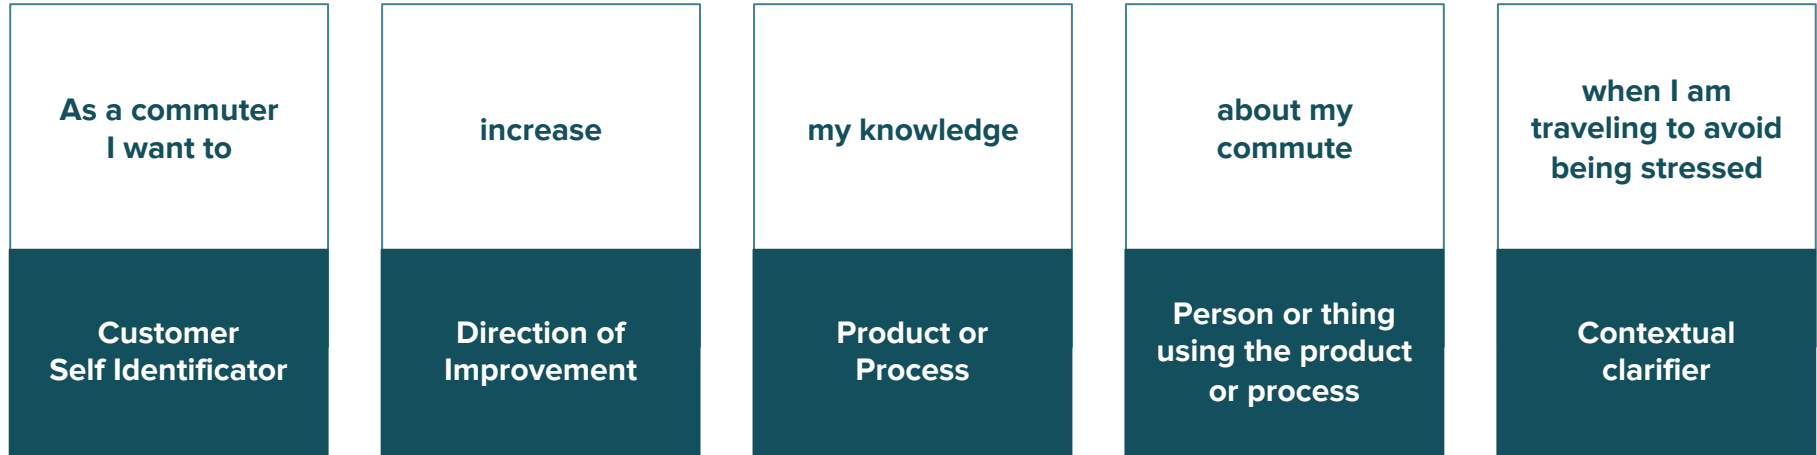 As a commuter
I want to
increase
my knowledge
about my
commute
when I am
traveling to avoid
being stressed
Customer
Self Identificator
Direction of
Improvement
Product or
Process
Person or thing
using the product
or process
Contextual
clarifier